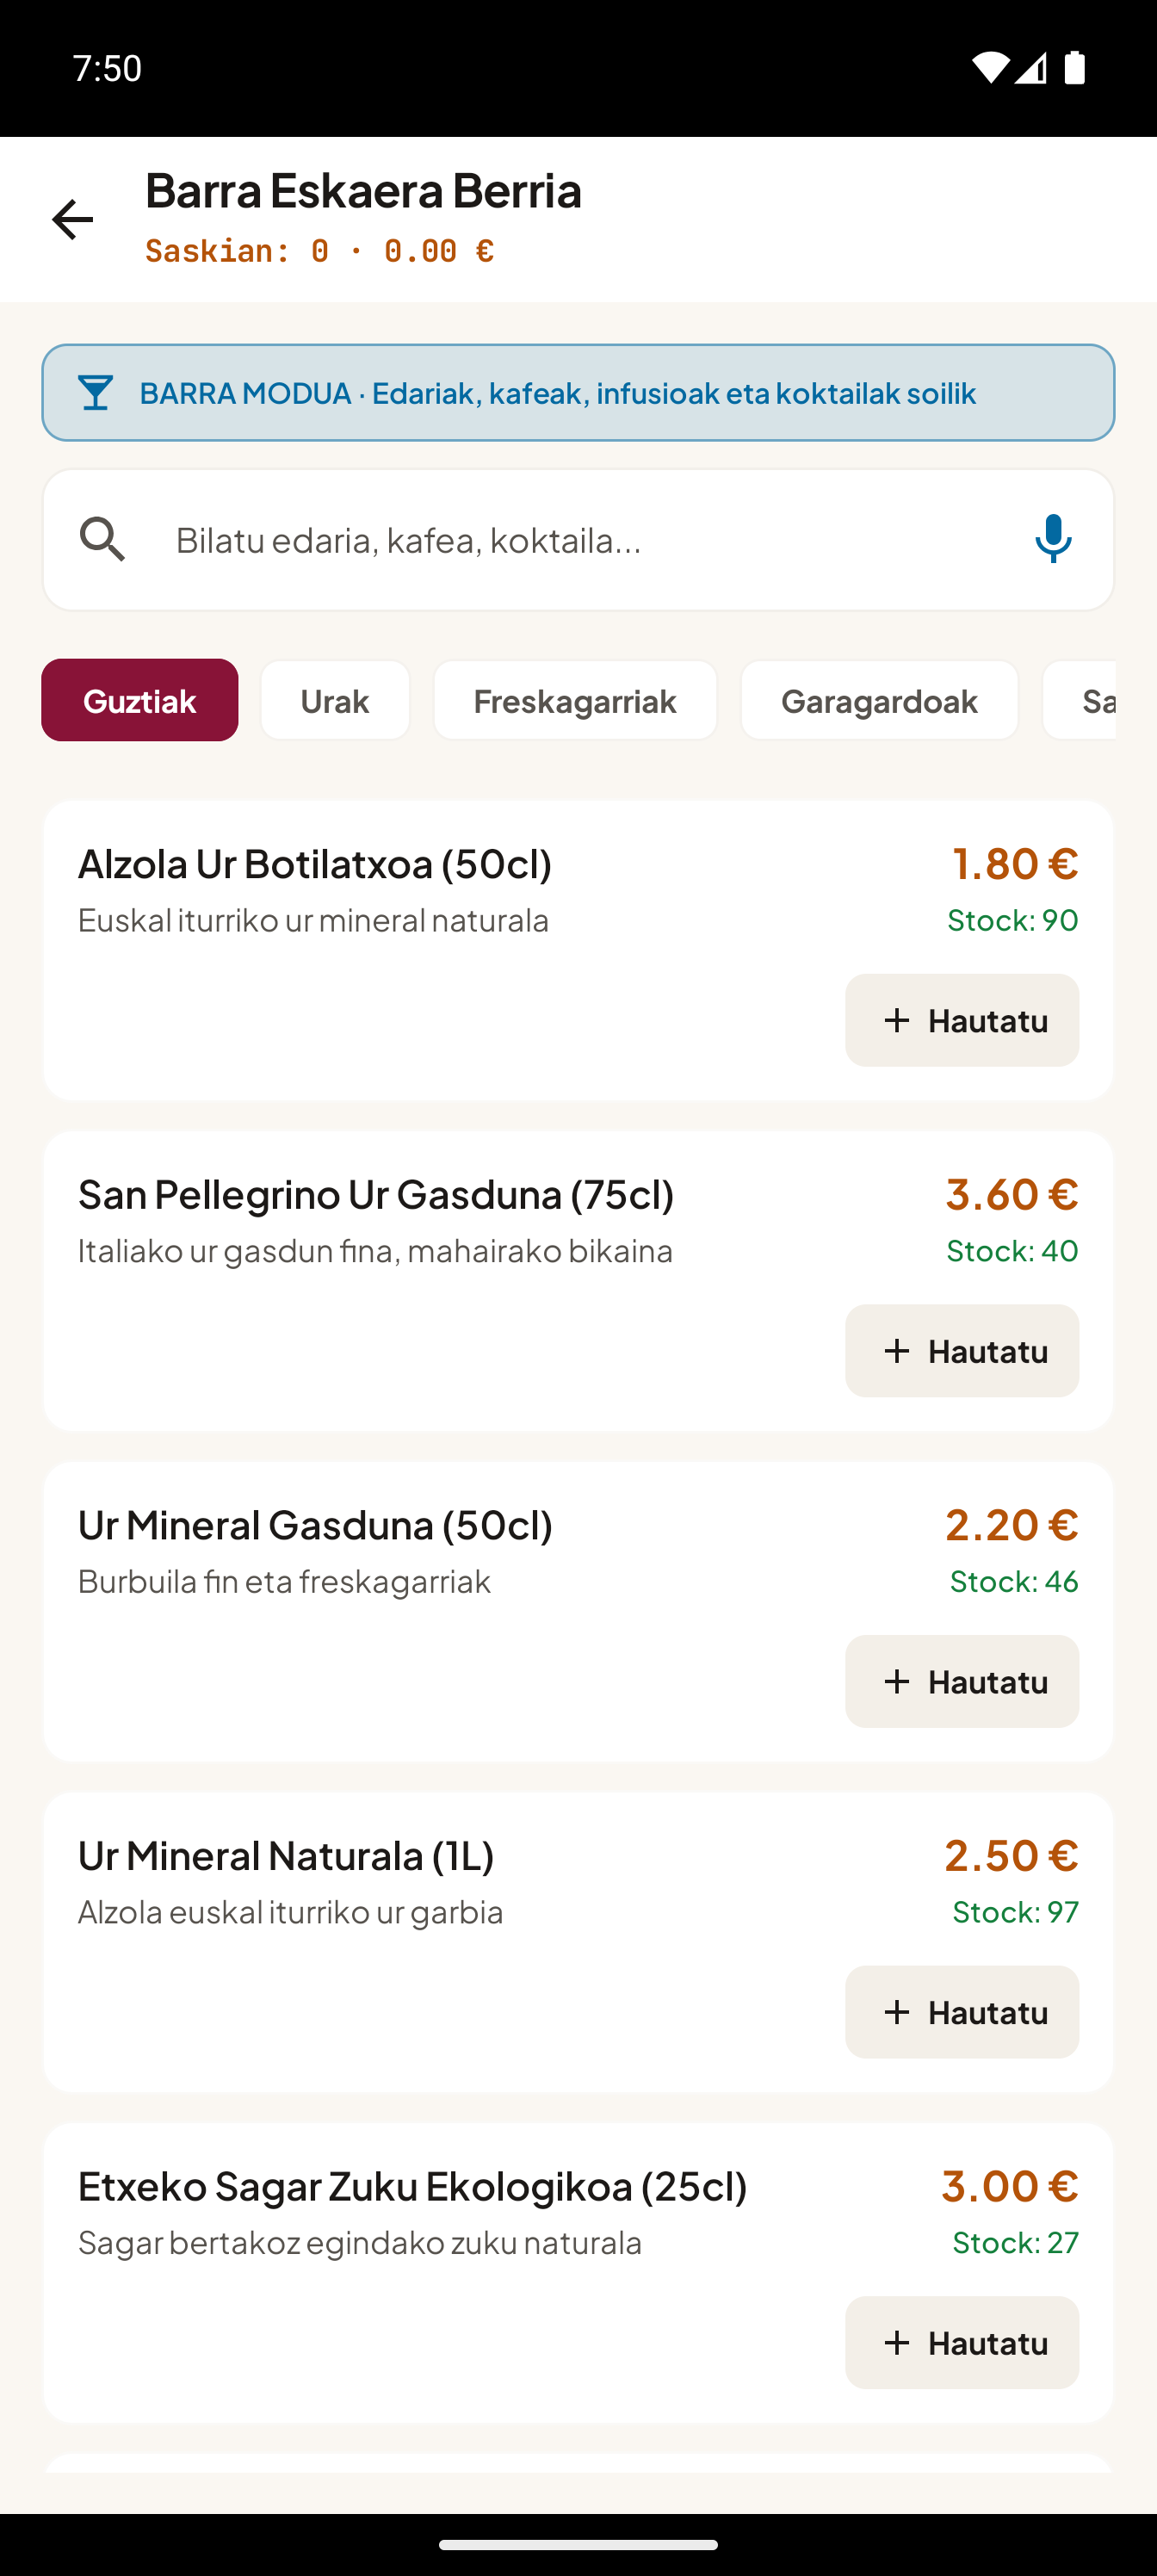 7:50
Barra Eskaera Berria
Saskian: 0 · 0.00 €
BARRA MODUA · Edariak, kafeak, infusioak eta koktailak soilik
Bilatu edaria, kafea, koktaila...
Guztiak Urak Freskagarriak Garagardoak Sa
Alzola Ur Botilatxoa (50cl) 1.80 €
Euskal iturriko ur mineral naturala Stock: 90
+ Hautatu
San Pellegrino Ur Gasduna (75cl) 3.60 €
Italiako ur gasdun fina, mahairako bikaina Stock: 40
+ Hautatu
Ur Mineral Gasduna (50cl) 2.20 €
Burbuila fin eta freskagarriak Stock: 46
+ Hautatu
Ur Mineral Naturala (1L) 2.50 €
Alzola euskal iturriko ur garbia Stock: 97
+ Hautatu
Etxeko Sagar Zuku Ekologikoa (25cl) 3.00 €
Sagar bertakoz egindako zuku naturala Stock: 27
+ Hautatu